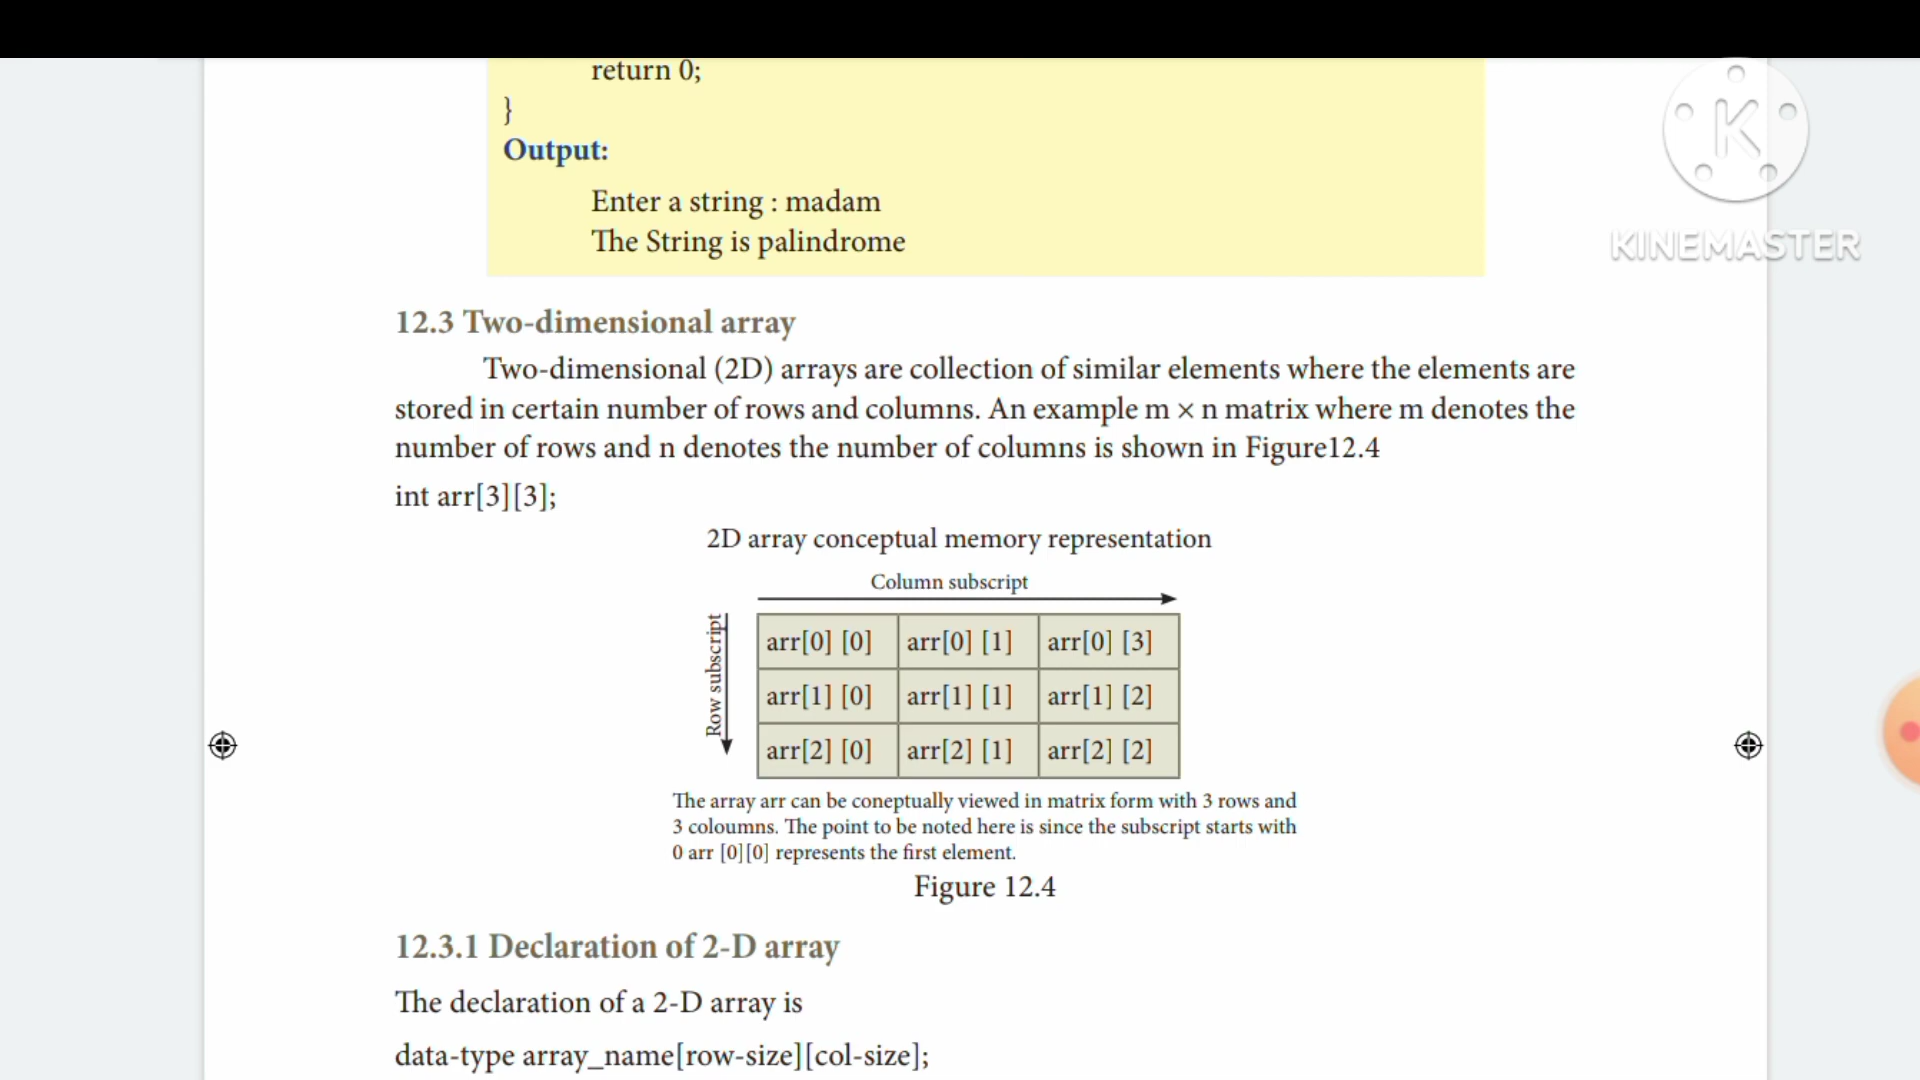 return 0;
}
Output:
Enter a string : madam
The String is palindrome
K
KINEMASTER
12.3 Two-dimensional array
Two-dimensional (2D) arrays are collection of similar elements where the elements are
stored in certain number of rows and columns. An example m × n matrix where m denotes the
number of rows and n denotes the number of columns is shown in Figure12.4
int arr[3][3];
2D array conceptual memory representation
Column subscript
Row subscript
arr[0] [0] arr[0] [1] arr[0] [3]
arr[1] [0] arr[1] [1] arr[1] [2]
arr[2] [0] arr[2] [1] arr[2] [2]
The array arr can be coneptually viewed in matrix form with 3 rows and
3 coloumns. The point to be noted here is since the subscript starts with
0 arr [0][0] represents the first element.
Figure 12.4
12.3.1 Declaration of 2-D array
The declaration of a 2-D array is
data-type array_name[row-size][col-size];